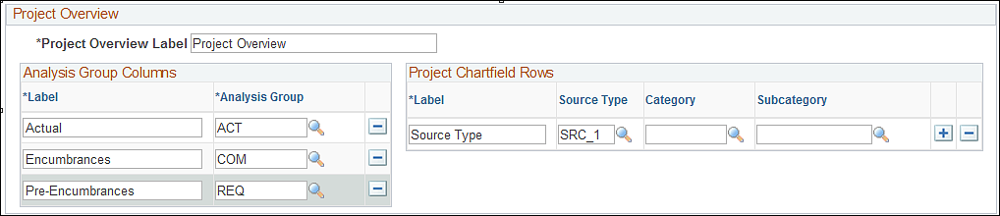 Project Overview
*Project Overview Label Project Overview
Analysis Group Columns
*Label *Analysis Group
Actual ACT
Encumbrances COM
Pre-Encumbrances REQ
Project Chartfield Rows
*Label Source Type Category Subcategory
Source Type SRC_1